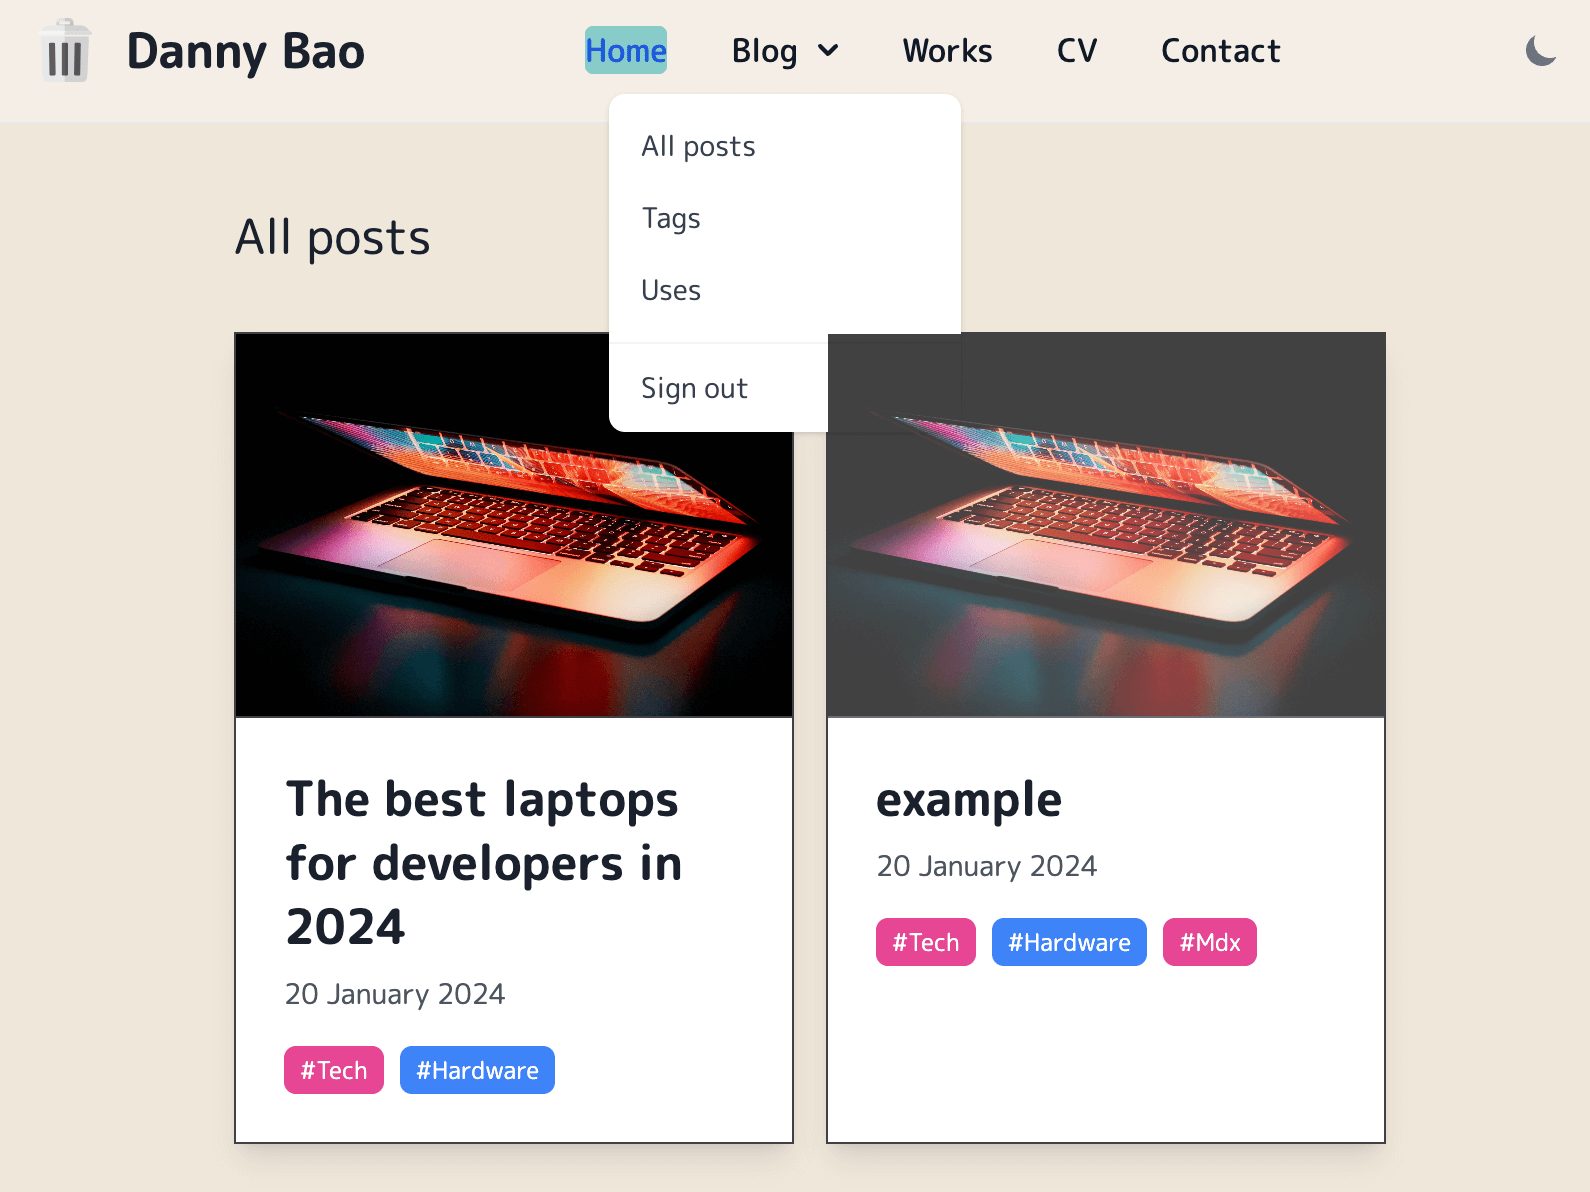 Danny Bao
Home
Blog
Works
CV
Contact
All posts
Tags
Uses
Sign out
All posts
The best laptops
for developers in
2024
20 January 2024
#Tech #Hardware
example
20 January 2024
#Tech #Hardware #Mdx